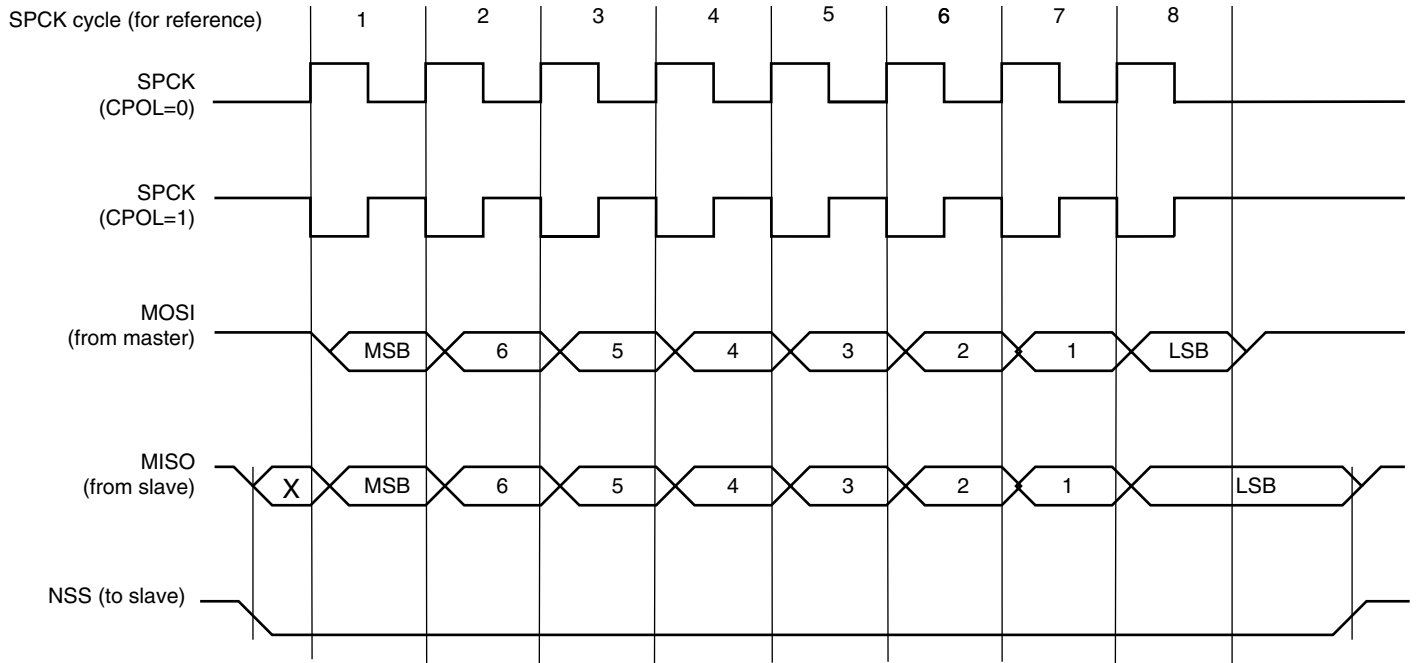 SPCK cycle (for reference) 1 2 3 4 5 6 7 8
SPCK
(CPOL=0)
SPCK
(CPOL=1)
MOSI
(from master)
MSB 6 5 4 3 2 1 LSB
MISO
(from slave)
X MSB 6 5 4 3 2 1 LSB
NSS (to slave)